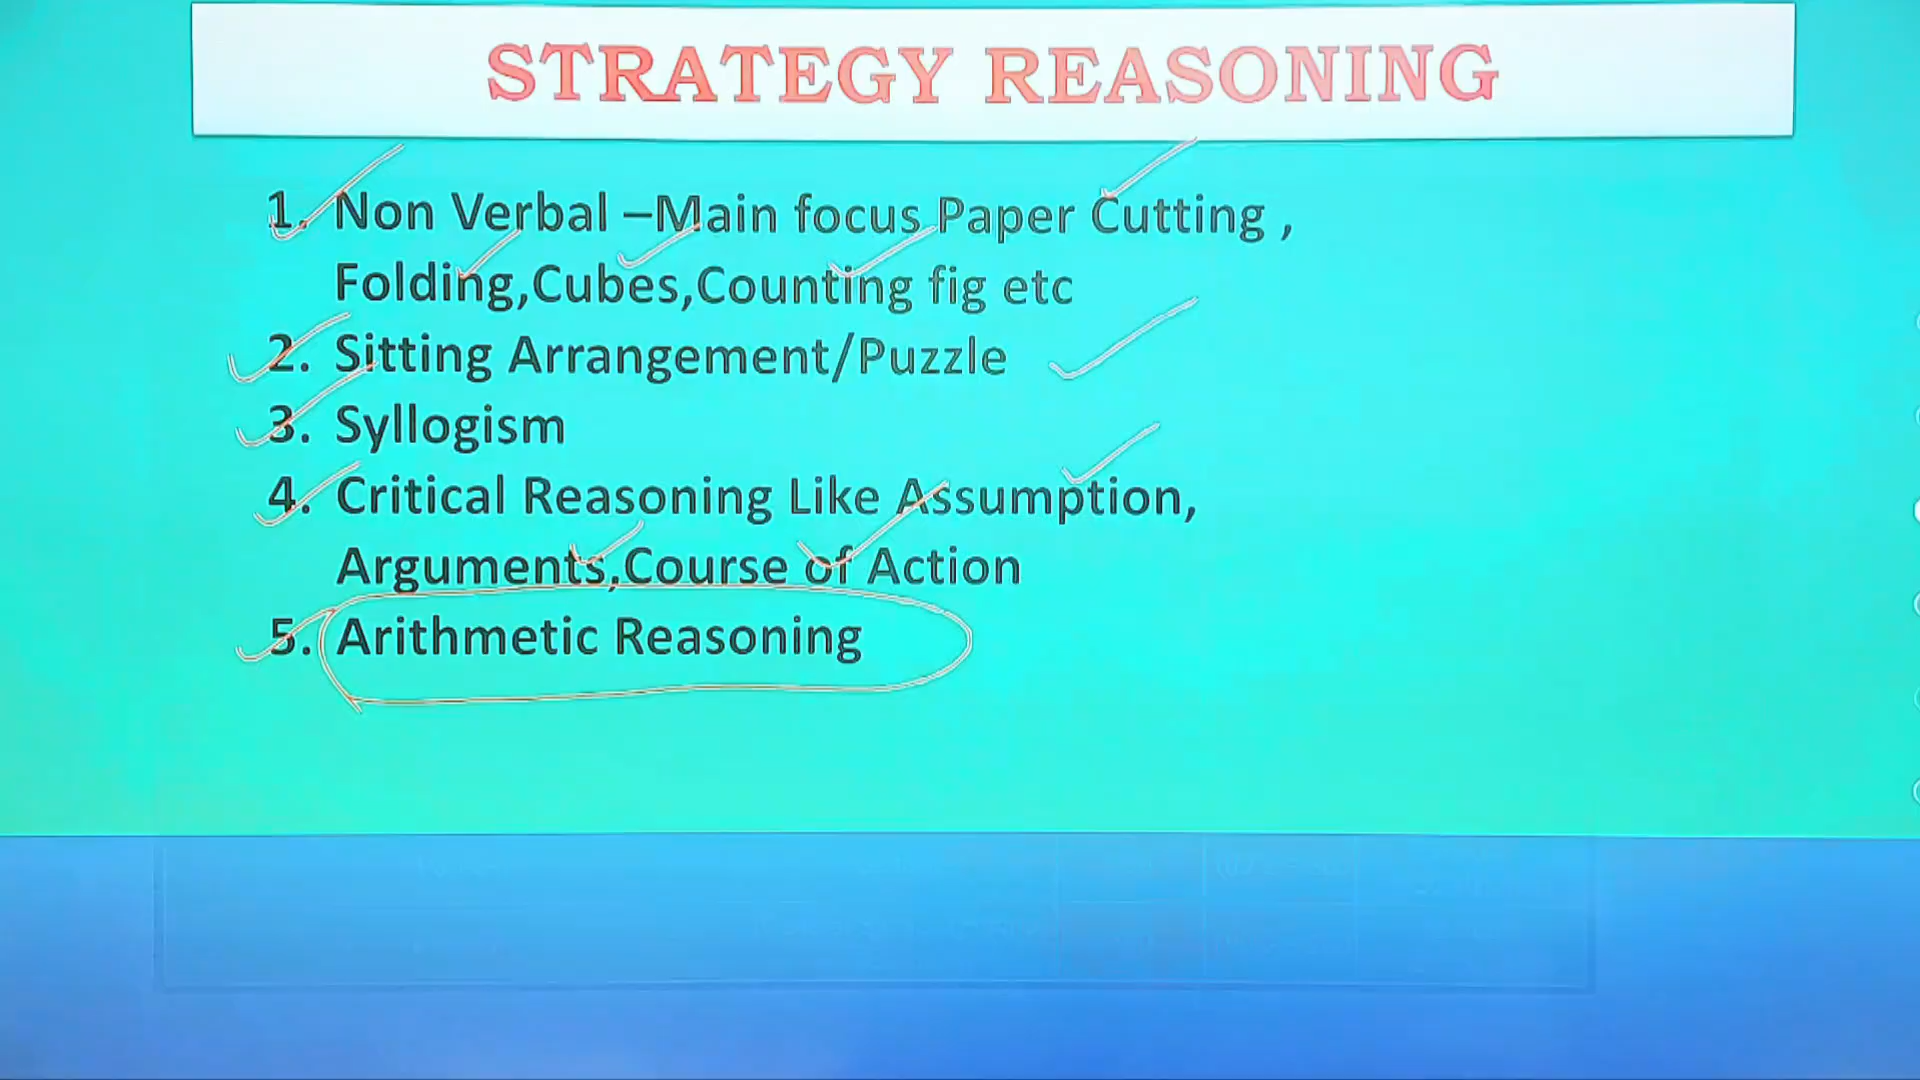 STRATEGY REASONING
1. Non Verbal –Main focus Paper Cutting ,
Folding,Cubes,Counting fig etc
2. Sitting Arrangement/Puzzle
3. Syllogism
4. Critical Reasoning Like Assumption,
Arguments,Course of Action
5. Arithmetic Reasoning